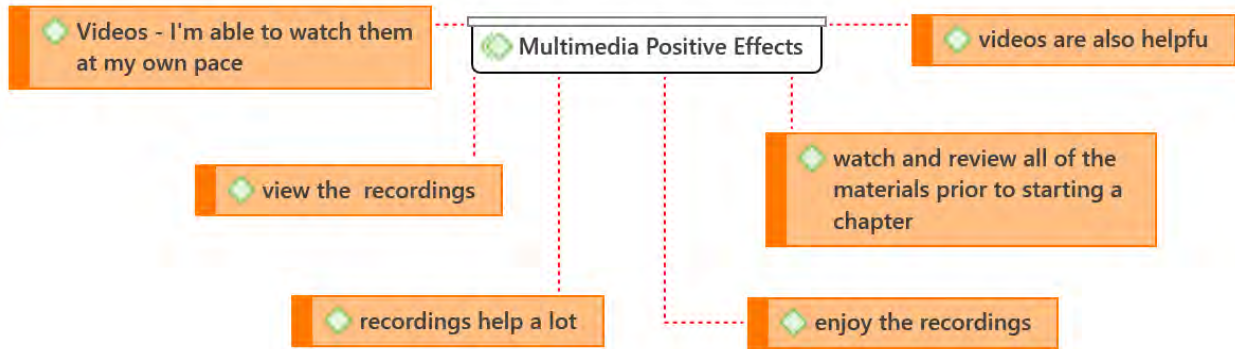 Videos - I'm able to watch them
at my own pace
Multimedia Positive Effects
videos are also helpfu
view the recordings
watch and review all of the
materials prior to starting a
chapter
recordings help a lot
enjoy the recordings